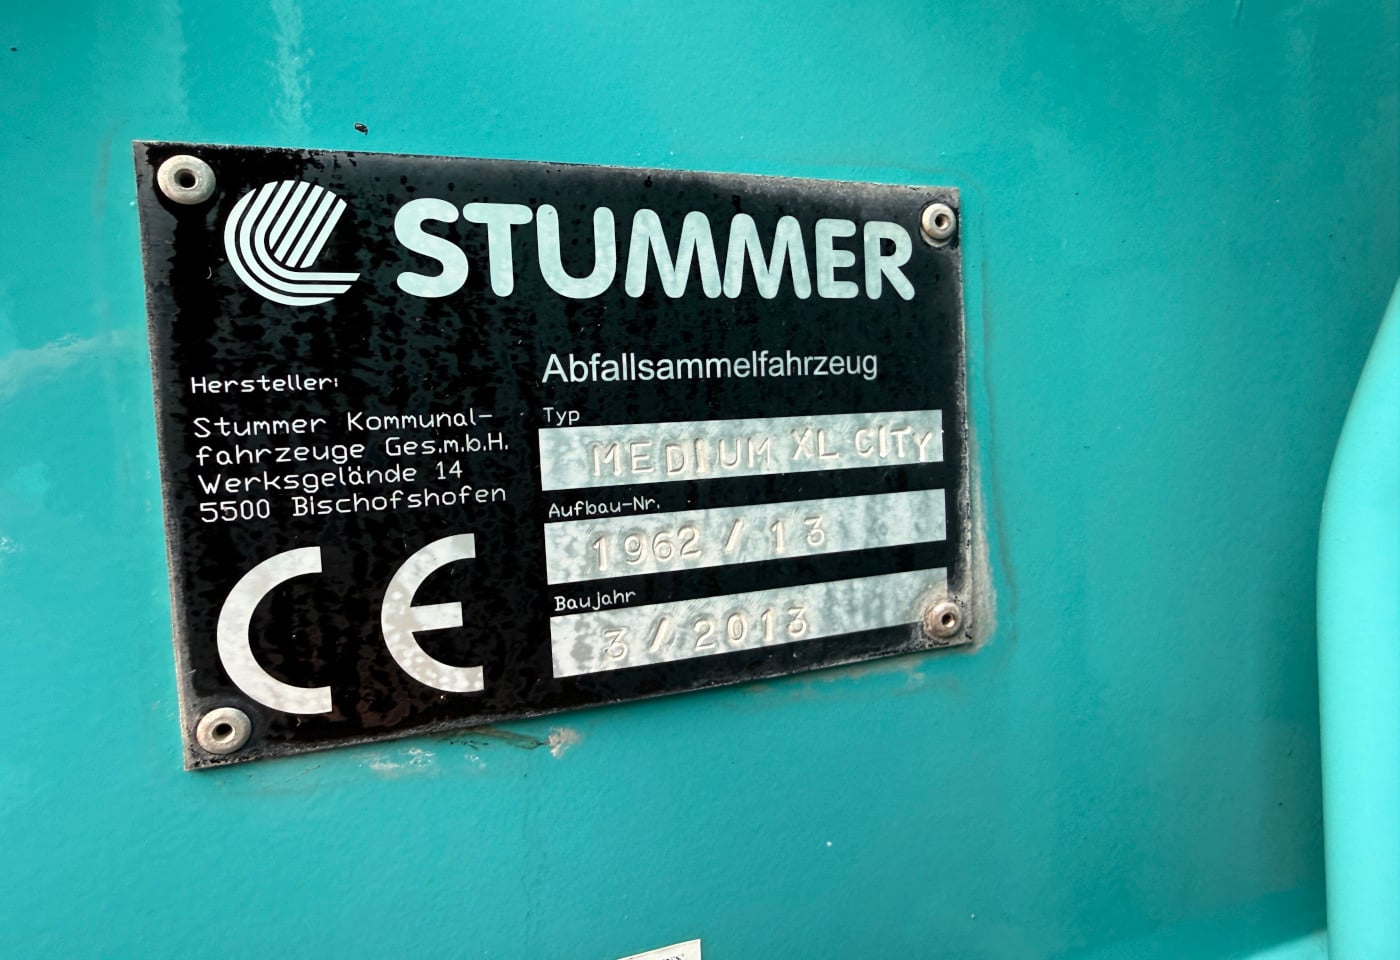 STUMMER
Abfallsammelfahrzeug
Hersteller:
Stummer Kommunal-
fahrzeuge Ges.m.b.H.
Werksgelände 14
5500 Bischofshofen
CE
Typ
MEDIUM XL CITY
Aufbau-Nr.
1962 / 13
Baujahr
3 / 2013